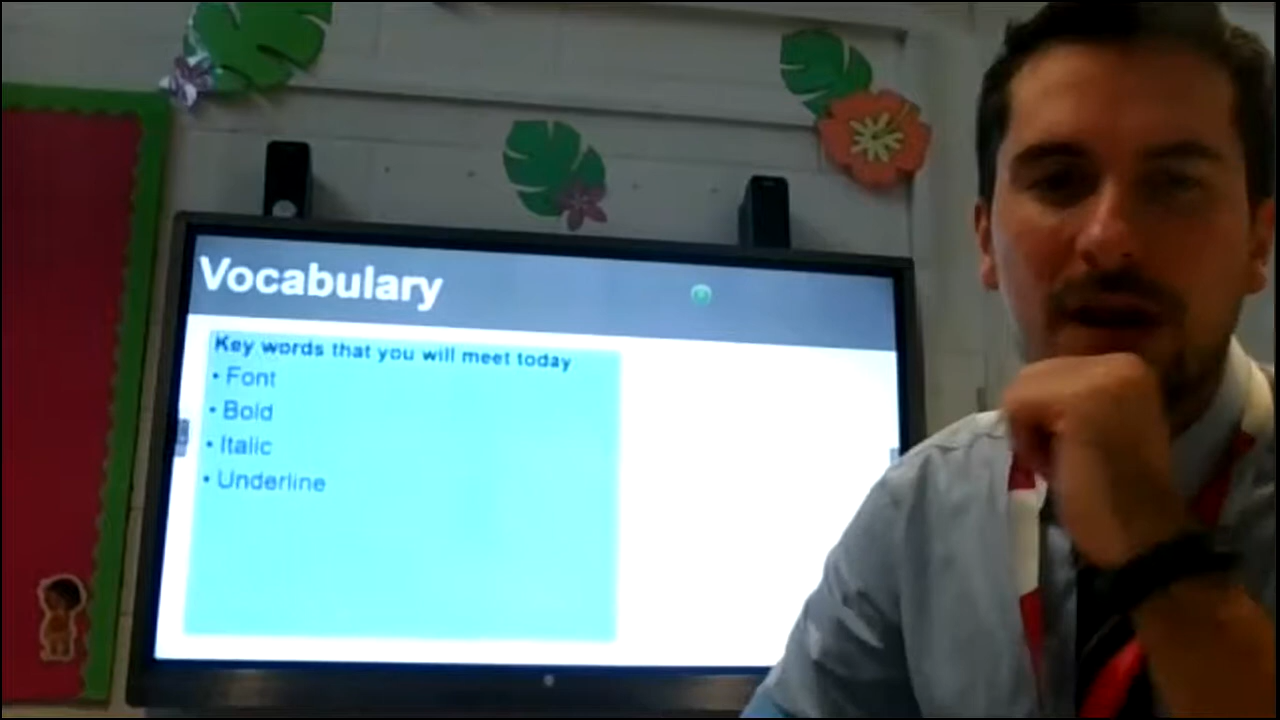 Vocabulary
Key words that you will meet today
• Font
• Bold
• Italic
• Underline